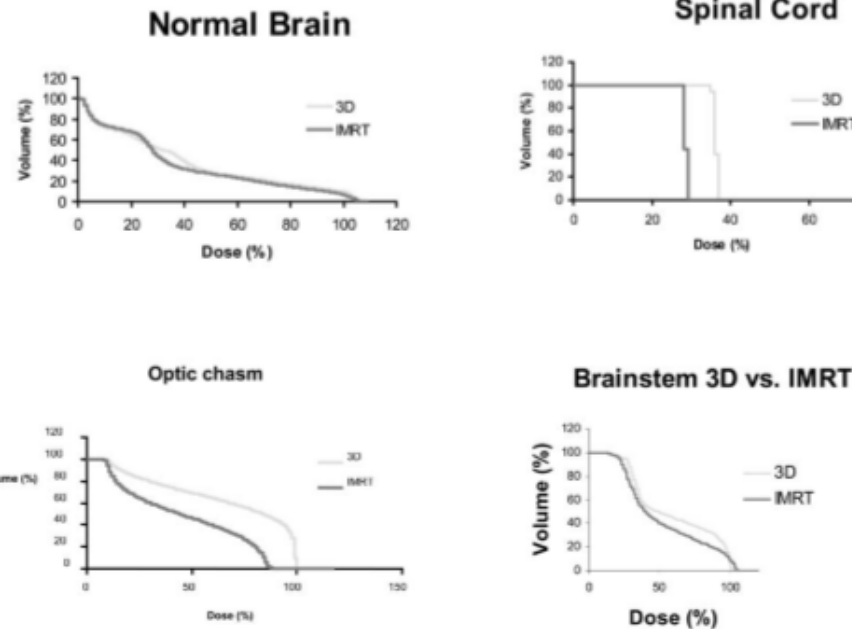 Normal Brain
120
100
80
60
40
20
0
Volume (%)
3D
IMRT
0 20 40 60 80 100 120
Dose (%)
Spinal Cord
120
100
80
60
40
20
0
Volume (%)
3D
IMRT
0 20 40 60
Dose (%)
Optic chasm
120
100
80
60
40
20
0
ume (%)
3D
IMRT
0 50 100 150
Dose (%)
Brainstem 3D vs. IMRT
120
100
80
60
40
20
0
Volume (%)
3D
IMRT
0 50 100
Dose (%)